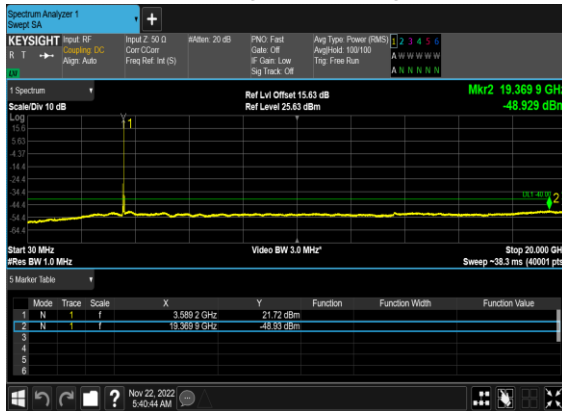 Spectrum Analyzer 1
Swept SA
+
KEYSIGHT Input: RF Input Z: 50 Ω #Atten: 20 dB PNO: Fast Avg Type: Power (RMS) 1 2 3 4 5 6
R T Coupling: DC Corr CCorr Gate: Off Avg|Hold: 100/100 A W W W W W
Align: Auto Freq Ref: Int (S) IF Gain: Low Trig: Free Run
LW Sig Track: Off A N N N N N
1 Spectrum Ref Lvl Offset 15.63 dB Mkr2 19.369 9 GHz
Scale/Div 10 dB Ref Level 25.63 dBm -48.929 dBm
Log
15.6 1
5.63
-4.37
-14.4
-24.4
-34.4 DL1 -40.00 2
-44.4
-54.4
-64.4
Start 30 MHz Video BW 3.0 MHz* Stop 20.000 GHz
#Res BW 1.0 MHz Sweep ~38.3 ms (40001 pts)
5 Marker Table
Mode Trace Scale X Y Function Function Width Function Value
1 N 1 f 3.589 2 GHz 21.72 dBm
2 N 1 f 19.369 9 GHz -48.93 dBm
3
4
5
6
? Nov 22, 2022
5:40:44 AM